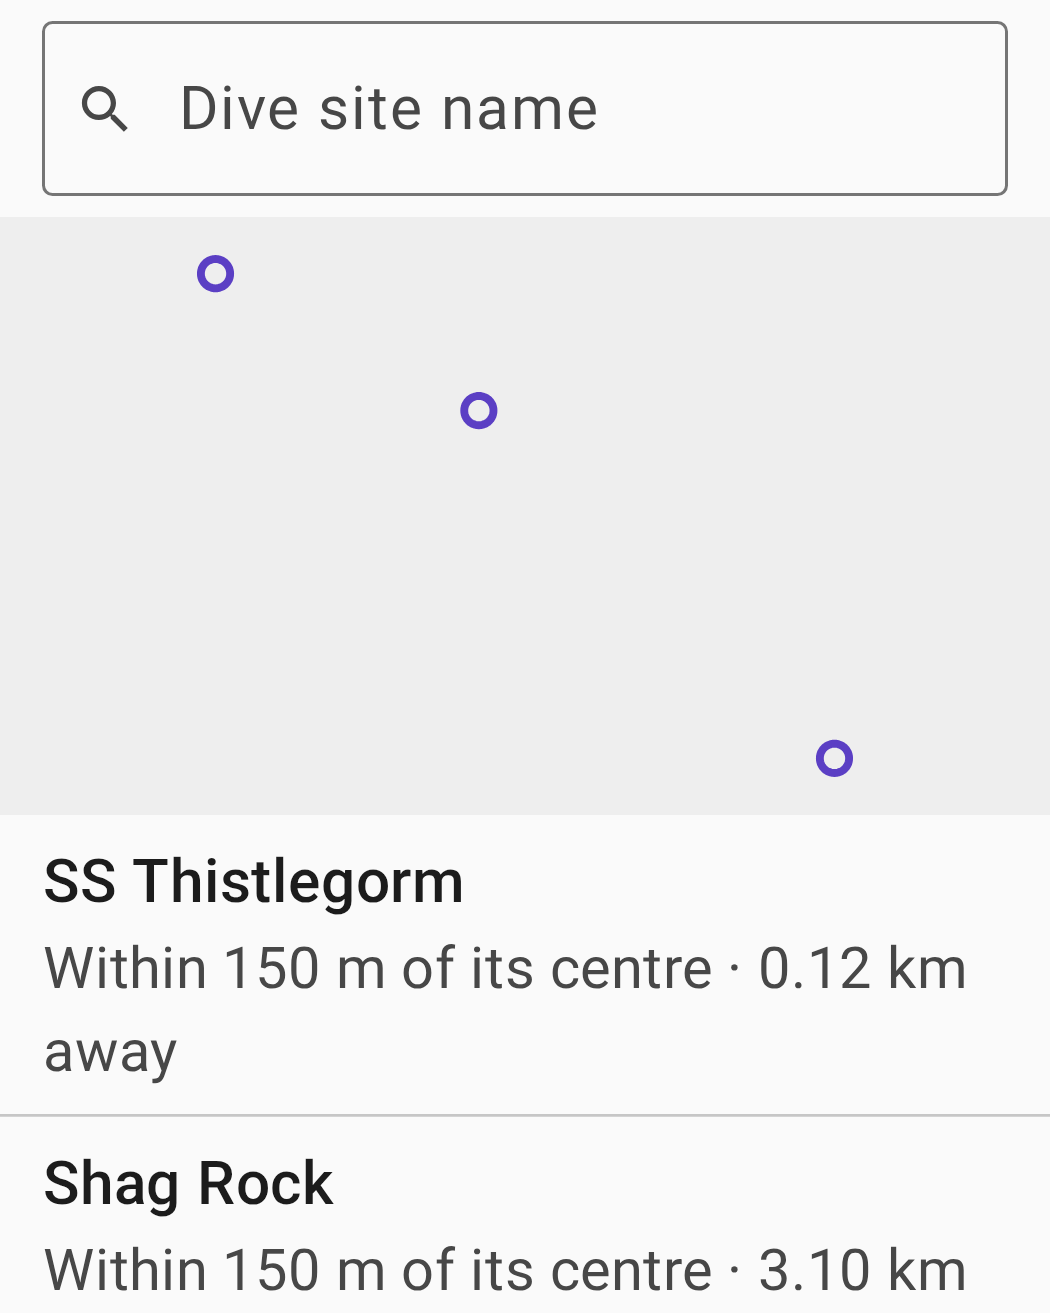 Dive site name
SS Thistlegorm
Within 150 m of its centre · 0.12 km
away
Shag Rock
Within 150 m of its centre · 3.10 km